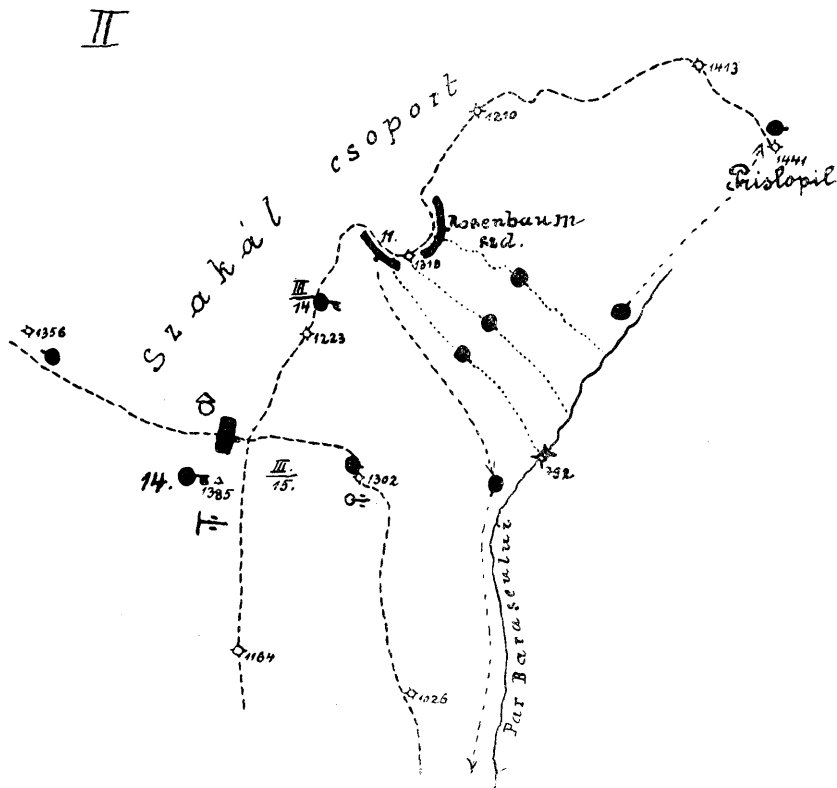 II
1413
1210
1441
Prislopil
Szakál csoport
Rosenbaum
szd.
11.
1318
III
14
1223
1356
14.
1385
III.
15.
1302
792
Par Baraseului
1164
1026